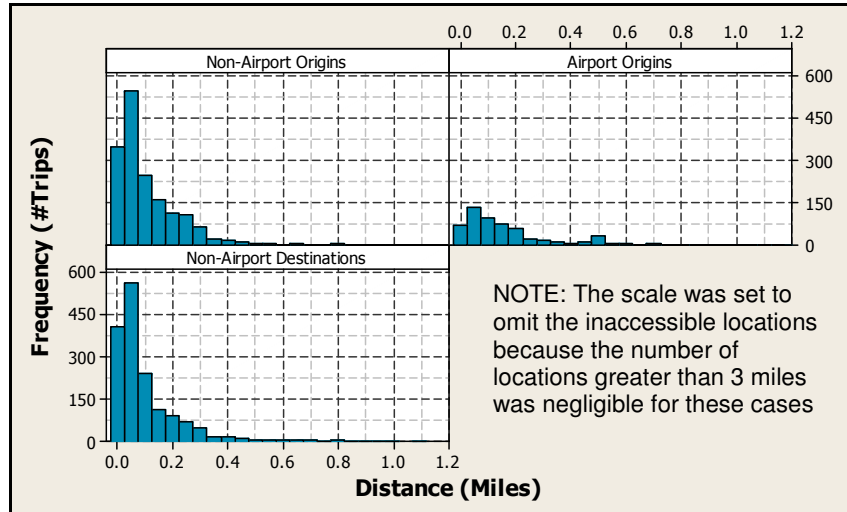 0.0 0.2 0.4 0.6 0.8 1.0 1.2
Non-Airport Origins
Airport Origins
600
450
300
150
0
Frequency (#Trips)
Non-Airport Destinations
600
450
300
150
0
0.0 0.2 0.4 0.6 0.8 1.0 1.2
NOTE: The scale was set to
omit the inaccessible locations
because the number of
locations greater than 3 miles
was negligible for these cases
Distance (Miles)